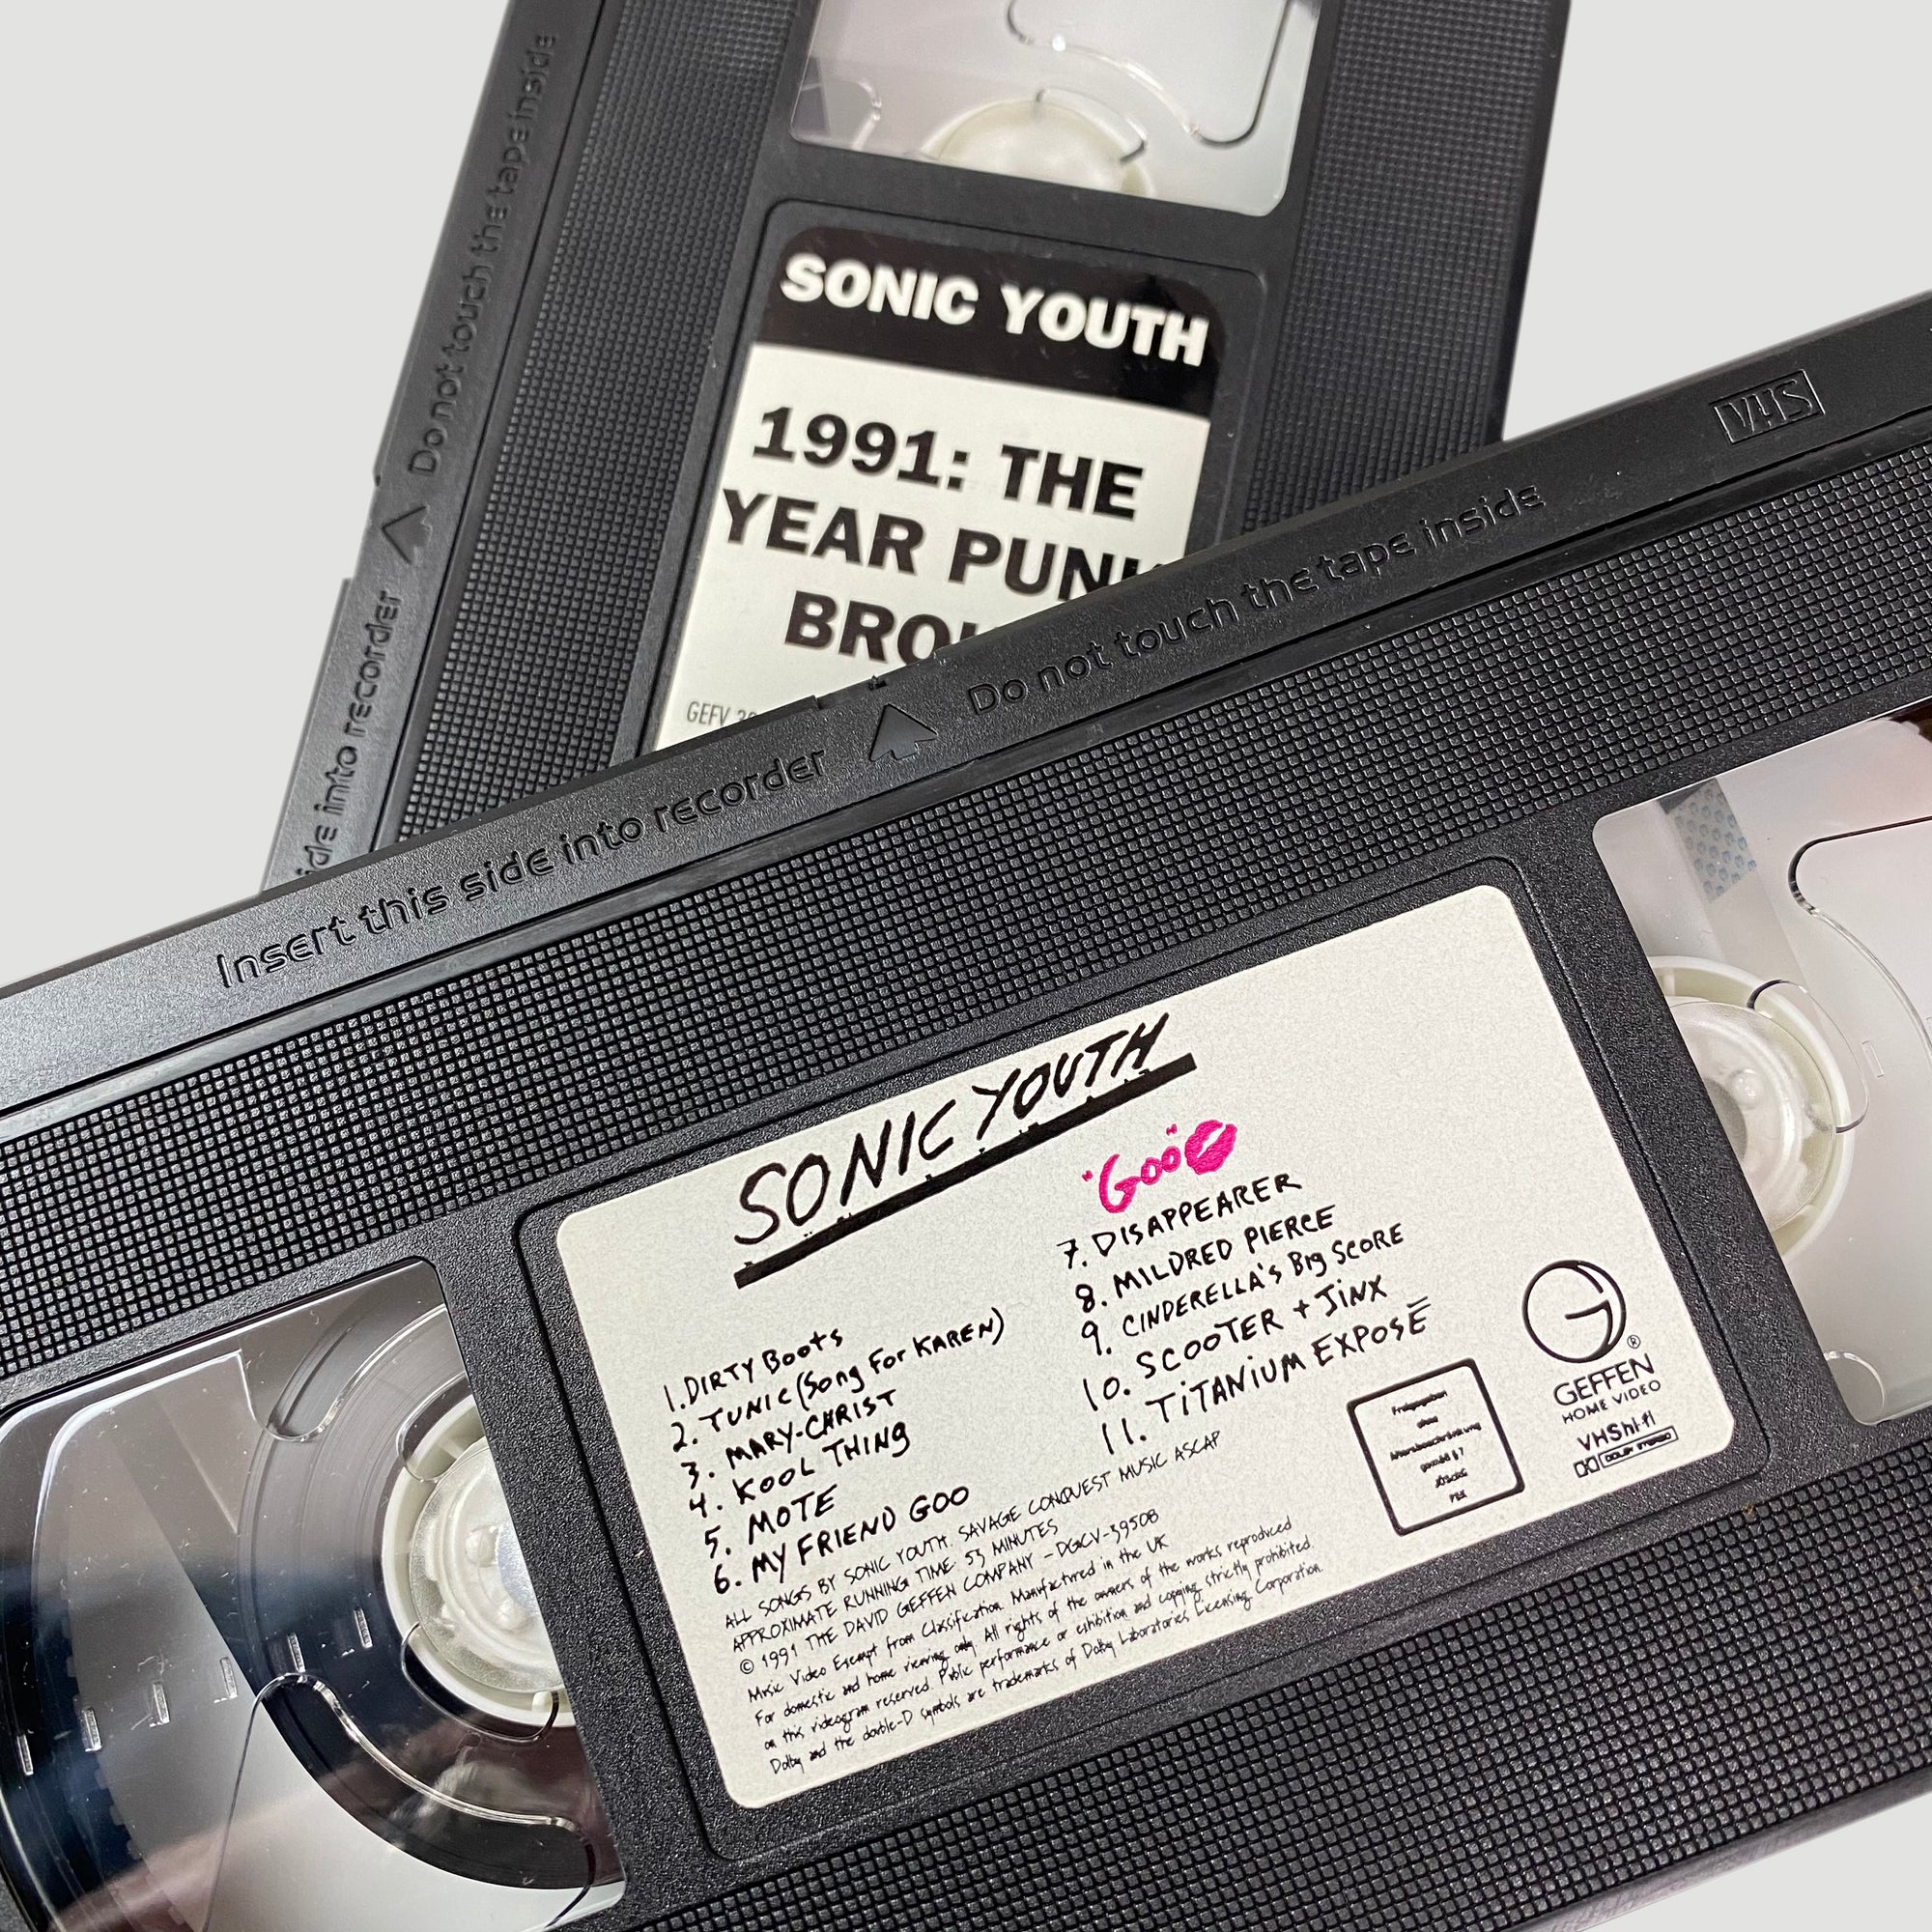 Do not touch the tape inside
into recorder
SONIC YOUTH
1991: THE
YEAR PUNK
BRO
GEFV
VHS
Insert this side into recorder
Do not touch the tape inside
SONIC YOUTH
"Goo"
1. DIRTY Boots
2. TUNIC (Song For KAREN)
3. MARY-CHRIST
4. KOOL THING
5. MOTE
6. MY FRIEND GOO
7. DISAPPEARER
8. MILDRED PIERCE
9. CINDERELLA'S Big SCORE
10. SCOOTER + JINX
11. TITANIUM EXPOSÉ
ALL SONGS BY SONIC YOUTH. SAVAGE CONQUEST MUSIC ASCAP
APPROXIMATE RUNNING TIME: 53 MINUTES
© 1991 THE DAVID GEFFEN COMPANY - DGCV-39508
Music Video Exempt from Classification. Manufactured in the UK
For domestic and home viewing only. All rights of the owners of the works reproduced
on this videogram reserved. Public performance or exhibition and copying strictly prohibited.
Dolby and the double-D symbols are trademarks of Dolby Laboratories Licensing Corporation.
Freigegeben
ohne
Altersbeschränkung
gemäß § 7
JÖSchG
FSK
GEFFEN
HOME VIDEO
VHS hi-fi
DOLBY STEREO